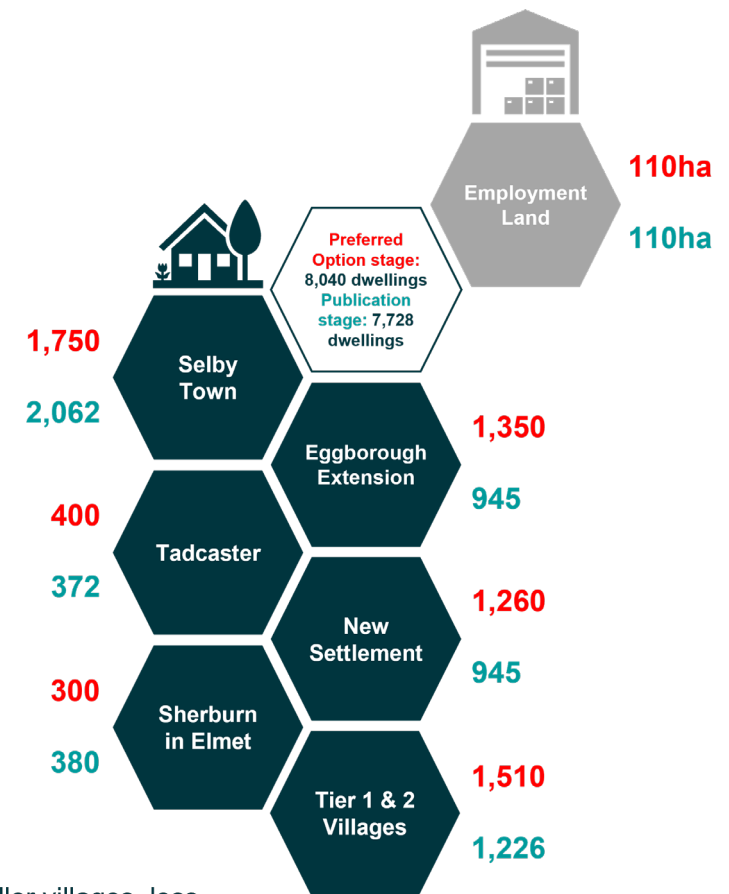 110ha
Employment
Land
110ha
Preferred
Option stage:
8,040 dwellings
Publication
stage: 7,728
dwellings
1,750
Selby
Town
2,062
1,350
Eggborough
Extension
945
400
Tadcaster
372
1,260
New
Settlement
945
300
Sherburn
in Elmet
380
1,510
Tier 1 & 2
Villages
1,226